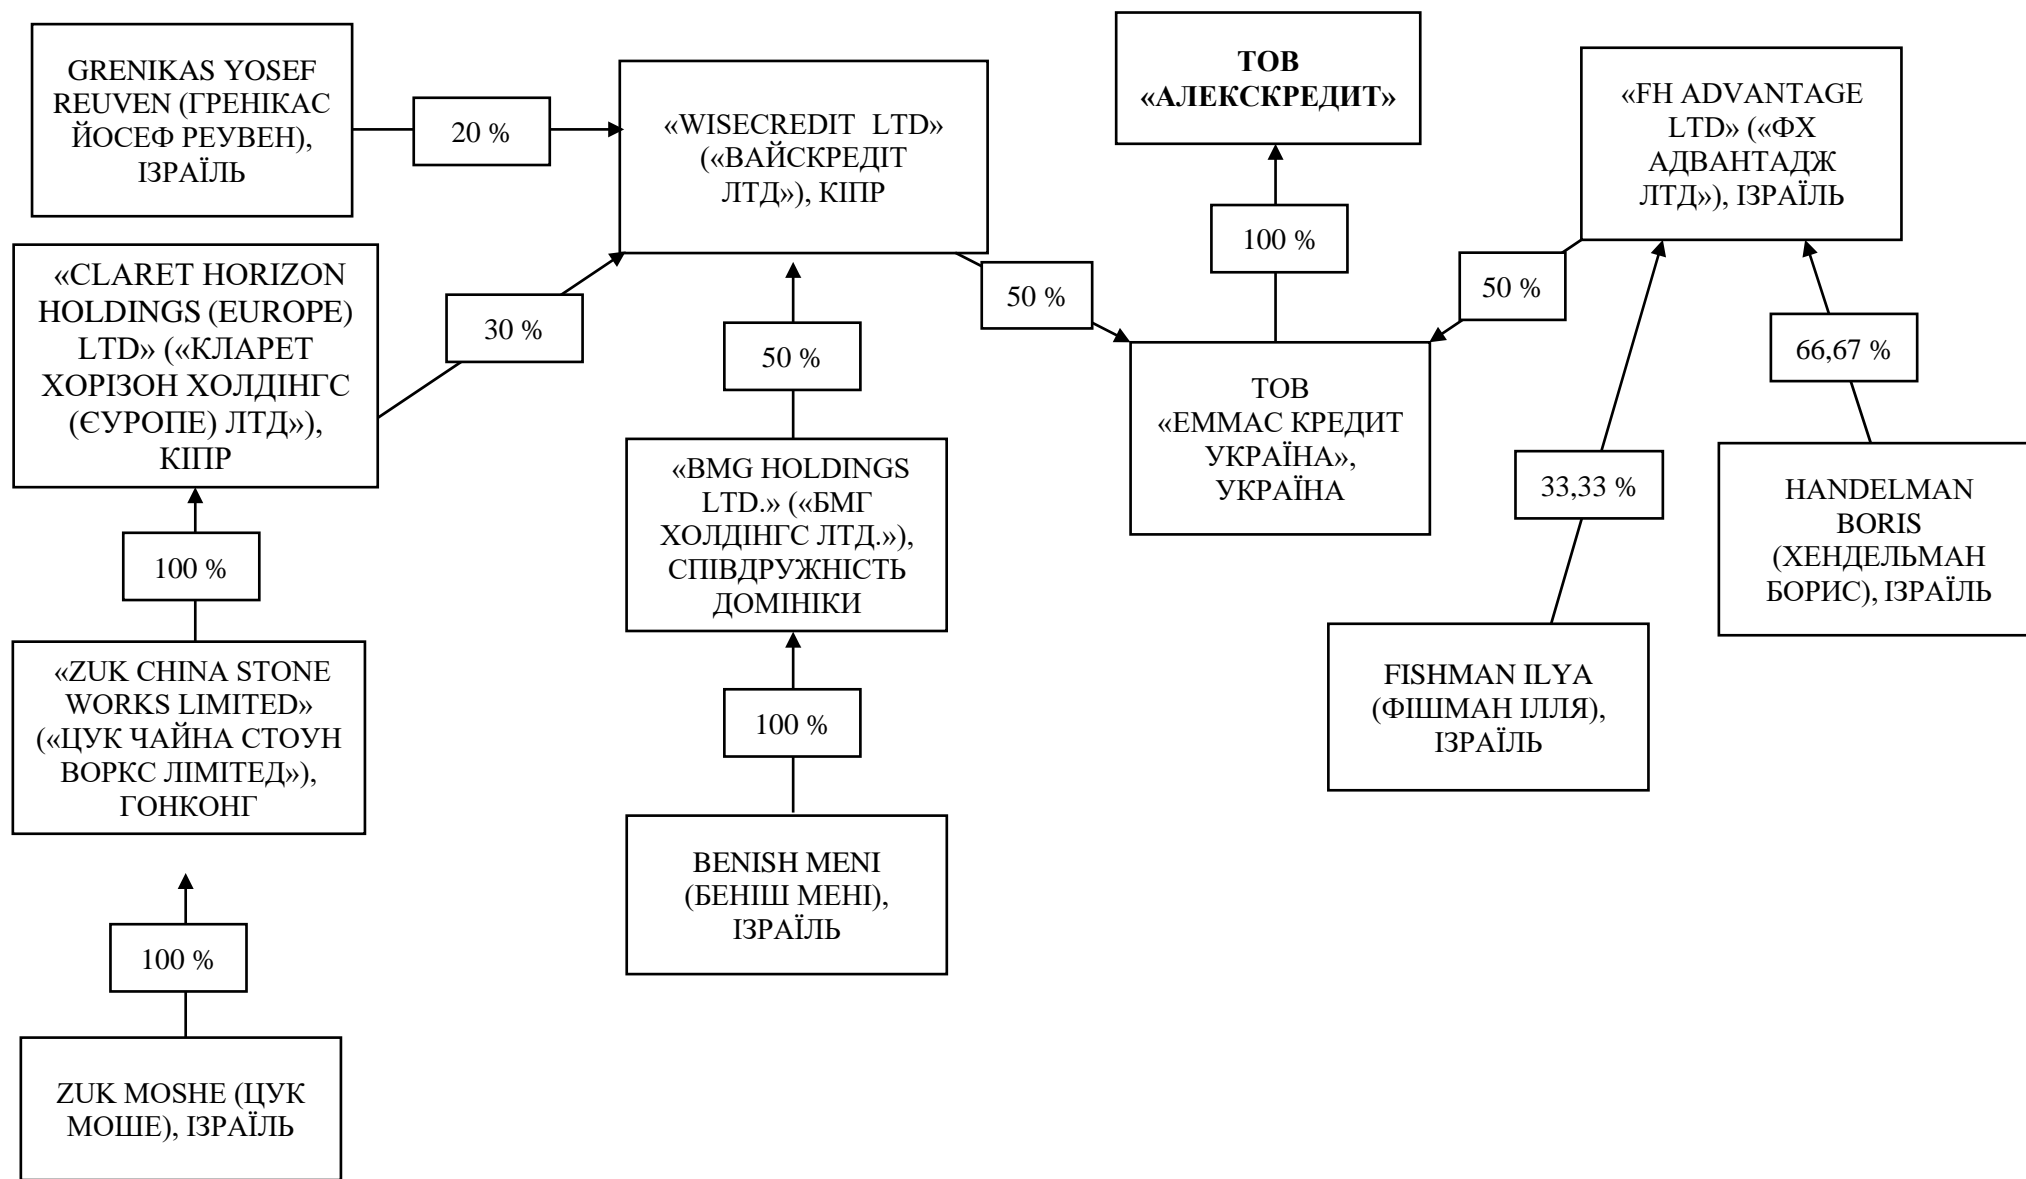 GRENIKAS YOSEF
REUVEN (ГРЕНІКАС
ЙОСЕФ РЕУВЕН),
ІЗРАЇЛЬ
20 %
«WISECREDIT LTD»
(«ВАЙСКРЕДІТ
ЛТД»), КІПР
ТОВ
«АЛЕКСКРЕДИТ»
100 %
«FH ADVANTAGE
LTD» («ФХ
АДВАНТАДЖ
ЛТД»), ІЗРАЇЛЬ
«CLARET HORIZON
HOLDINGS (EUROPE)
LTD» («КЛАРЕТ
ХОРІЗОН ХОЛДІНГС
(ЄУРОПЕ) ЛТД»),
КІПР
30 %
50 %
50 %
50 %
66,67 %
ТОВ
«ЕММАС КРЕДИТ
УКРАЇНА»,
УКРАЇНА
«BMG HOLDINGS
LTD.» («БМГ
ХОЛДІНГС ЛТД.»),
СПІВДРУЖНІСТЬ
ДОМІНІКИ
33,33 %
HANDELMAN
BORIS
(ХЕНДЕЛЬМАН
БОРИС), ІЗРАЇЛЬ
100 %
«ZUK CHINA STONE
WORKS LIMITED»
(«ЦУК ЧАЙНА СТОУН
ВОРКС ЛІМІТЕД»),
ГОНКОНГ
100 %
FISHMAN ILYA
(ФІШМАН ІЛЛЯ),
ІЗРАЇЛЬ
BENISH MENI
(БЕНІШ МЕНІ),
ІЗРАЇЛЬ
100 %
ZUK MOSHE (ЦУК
МОШЕ), ІЗРАЇЛЬ